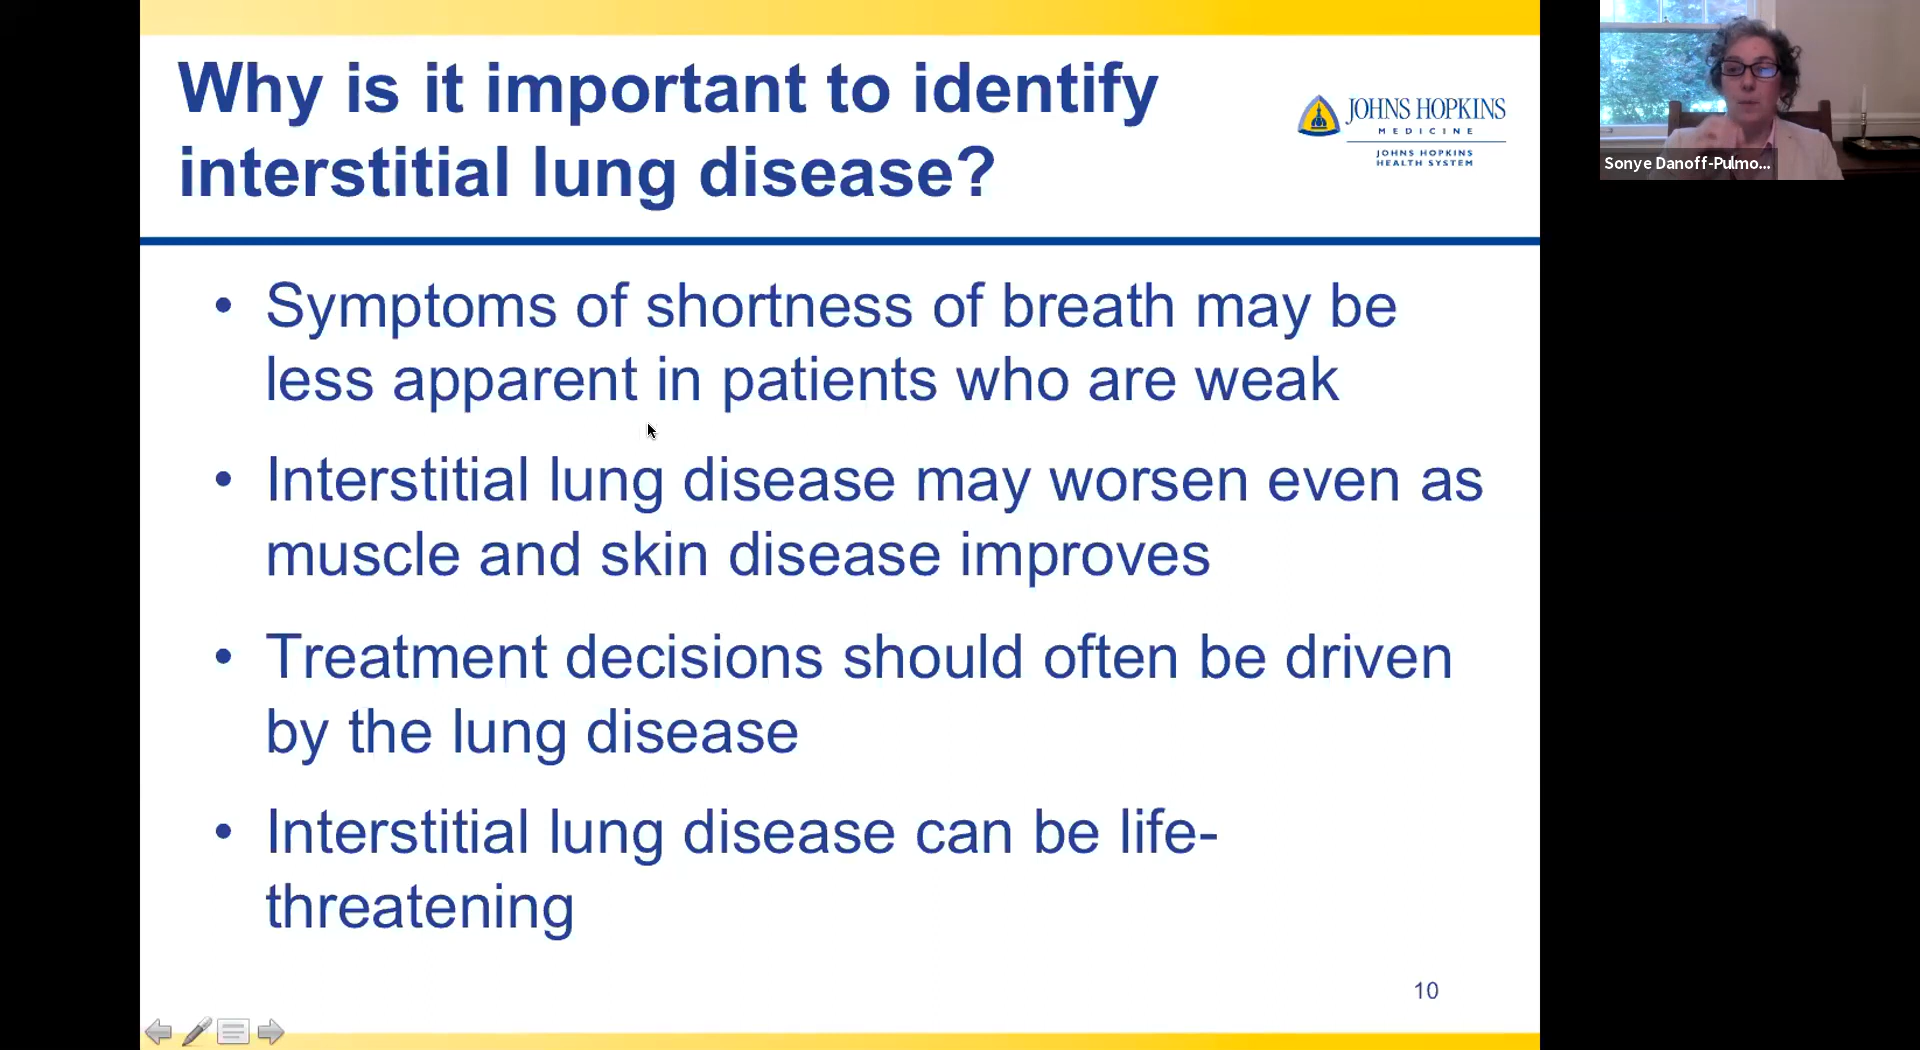 Why is it important to identify
interstitial lung disease?
JOHNS HOPKINS
MEDICINE
JOHNS HOPKINS
HEALTH SYSTEM
Sonye Danoff-Pulmo...
• Symptoms of shortness of breath may be
less apparent in patients who are weak
• Interstitial lung disease may worsen even as
muscle and skin disease improves
• Treatment decisions should often be driven
by the lung disease
• Interstitial lung disease can be life-
threatening
10